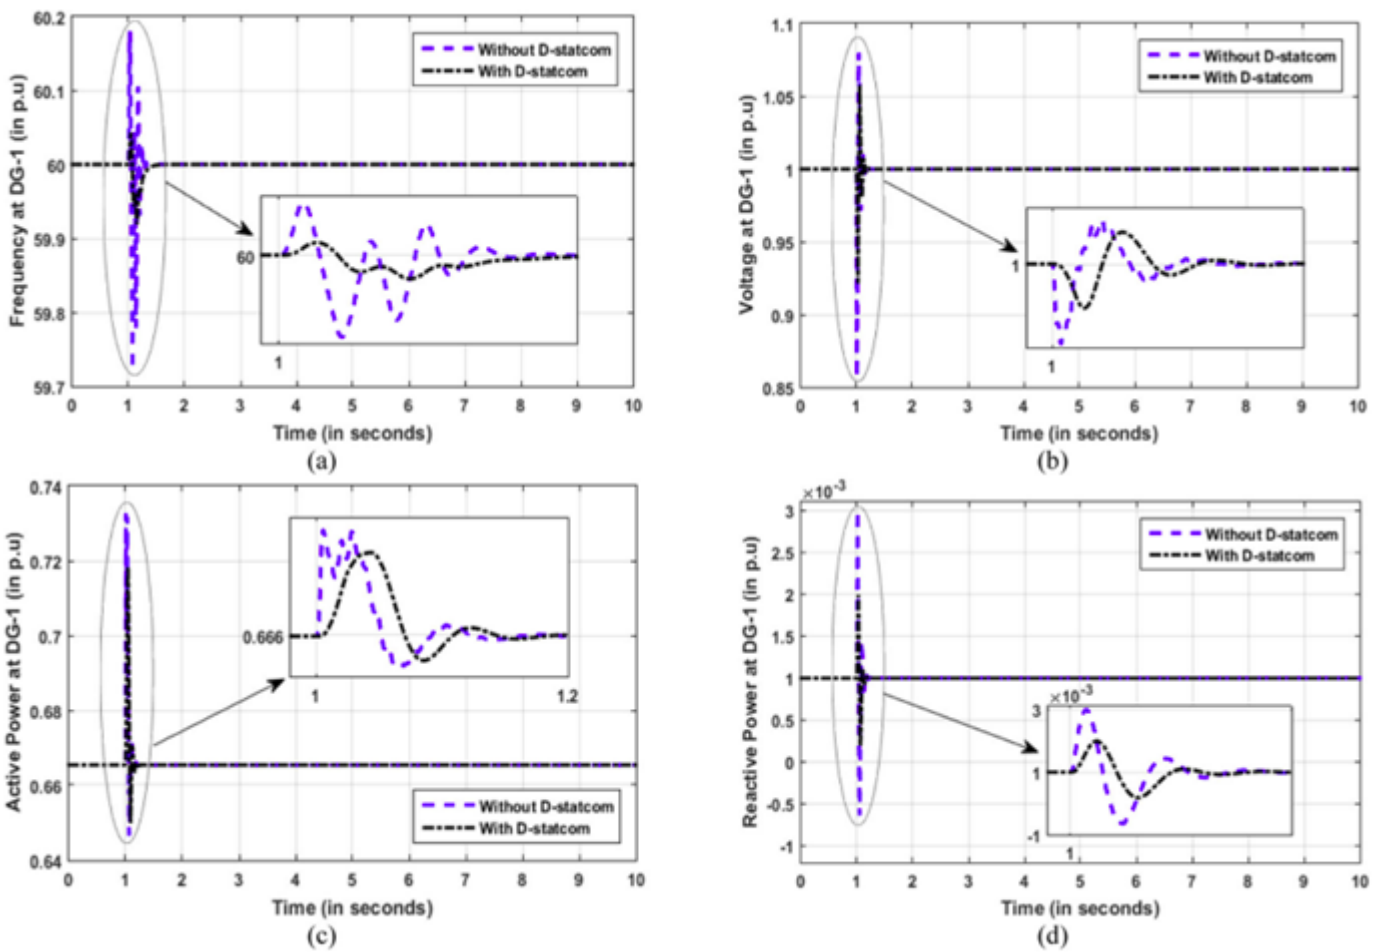 60.2
60.1
60
59.9
59.8
59.7
Frequency at DG-1 (in p.u)
Without D-statcom
With D-statcom
60
1
0 1 2 3 4 5 6 7 8 9 10
Time (in seconds)
(a)
1.1
1.05
1
0.95
0.9
0.85
Voltage at DG-1 (in p.u)
Without D-statcom
With D-statcom
1
1
0 1 2 3 4 5 6 7 8 9 10
Time (in seconds)
(b)
0.74
0.72
0.7
0.68
0.66
0.64
Active Power at DG-1 (in p.u)
0.666
1 1.2
Without D-statcom
With D-statcom
0 1 2 3 4 5 6 7 8 9 10
Time (in seconds)
(c)
×10⁻³
3
2.5
2
1.5
1
0.5
0
-0.5
-1
Reactive Power at DG-1 (in p.u)
Without D-statcom
With D-statcom
×10⁻³
3
1
-1
1
0 1 2 3 4 5 6 7 8 9 10
Time (in seconds)
(d)